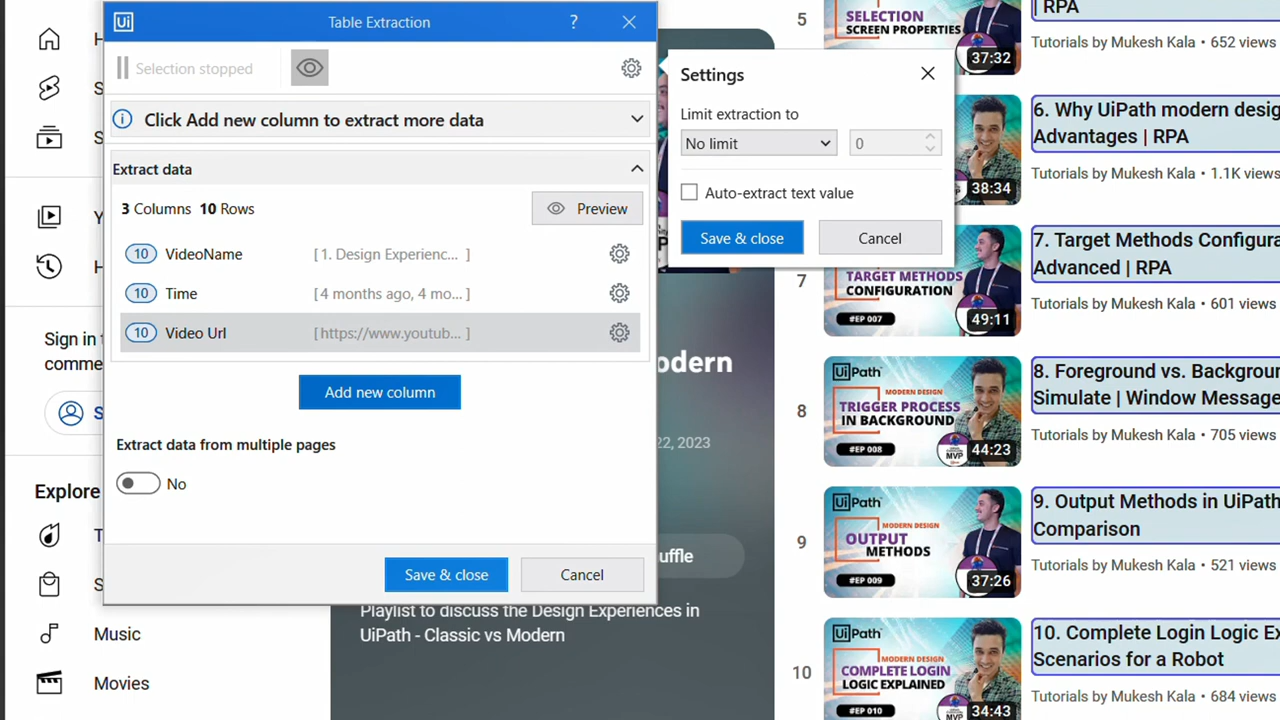 Ui Table Extraction ?
Selection stopped
Click Add new column to extract more data
Extract data
3 Columns 10 Rows
Preview
10 VideoName [ 1. Design Experienc... ]
10 Time [ 4 months ago, 4 mo... ]
10 Video Url [ https://www.youtub... ]
Add new column
Extract data from multiple pages
No
Save & close Cancel
Settings
Limit extraction to
No limit 0
Auto-extract text value
Save & close Cancel
Sign in
comme
Explore
Music
Movies
odern
22, 2023
uffle
Playlist to discuss the Design Experiences in
UiPath - Classic vs Modern
5
SELECTION
SCREEN PROPERTIES
37:32
| RPA
Tutorials by Mukesh Kala • 652 views
38:34
6. Why UiPath modern desig
Advantages | RPA
Tutorials by Mukesh Kala • 1.1K views
7
TARGET METHODS
CONFIGURATION
#EP 007
49:11
7. Target Methods Configura
Advanced | RPA
Tutorials by Mukesh Kala • 601 views
8
UiPath
MODERN DESIGN
TRIGGER PROCESS
IN BACKGROUND
#EP 008
MVP
44:23
8. Foreground vs. Backgroun
Simulate | Window Message
Tutorials by Mukesh Kala • 705 views
9
UiPath
MODERN DESIGN
OUTPUT
METHODS
#EP 009
37:26
9. Output Methods in UiPath
Comparison
Tutorials by Mukesh Kala • 521 views
10
UiPath
MODERN DESIGN
COMPLETE LOGIN
LOGIC EXPLAINED
#EP 010
MVP
34:43
10. Complete Login Logic Ex
Scenarios for a Robot
Tutorials by Mukesh Kala • 684 views